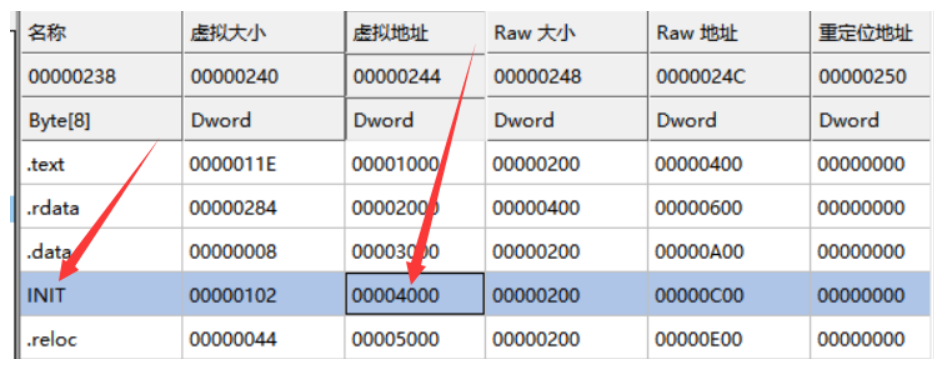 名称 虚拟大小 虚拟地址 Raw 大小 Raw 地址 重定位地址
00000238 00000240 00000244 00000248 0000024C 00000250
Byte[8] Dword Dword Dword Dword Dword
.text 0000011E 00001000 00000200 00000400 00000000
.rdata 00000284 00002000 00000400 00000600 00000000
.data 00000008 00003000 00000200 00000A00 00000000
INIT 00000102 00004000 00000200 00000C00 00000000
.reloc 00000044 00005000 00000200 00000E00 00000000